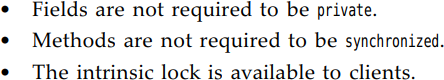 • Fields are not required to be private.
• Methods are not required to be synchronized.
• The intrinsic lock is available to clients.